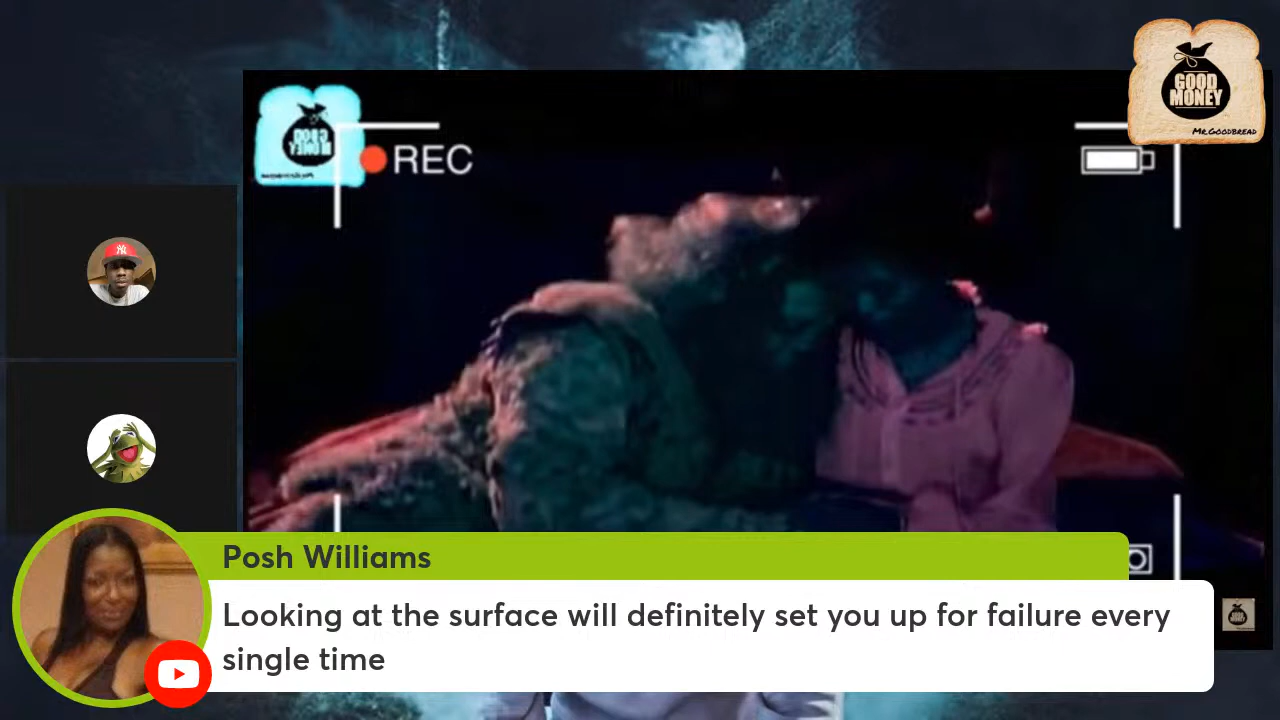 GOOD
MONEY
Mr.Goodbread
REC
Posh Williams
Looking at the surface will definitely set you up for failure every
single time